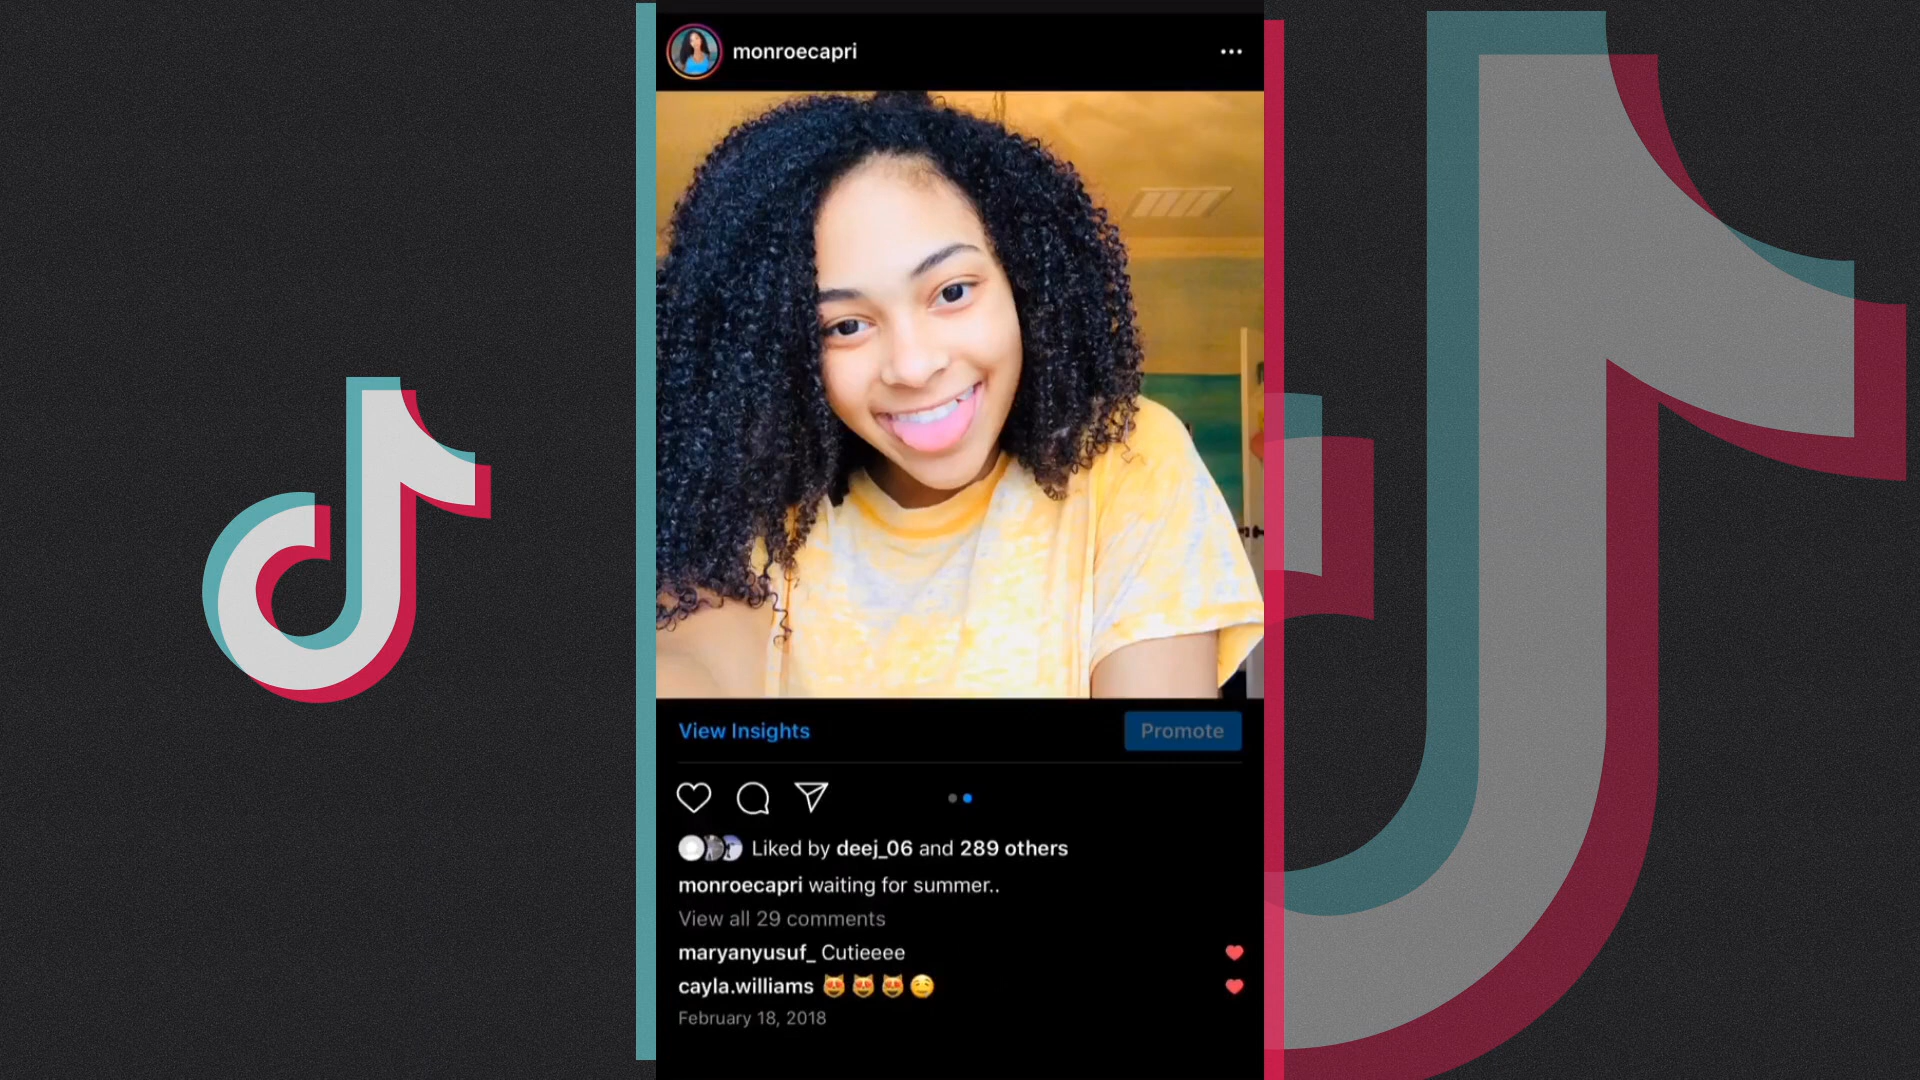 monroecapri
View Insights
Promote
Liked by deej_06 and 289 others
monroecapri waiting for summer..
View all 29 comments
maryanyusuf_ Cutieeee
cayla.williams 😻😻😻😋
February 18, 2018